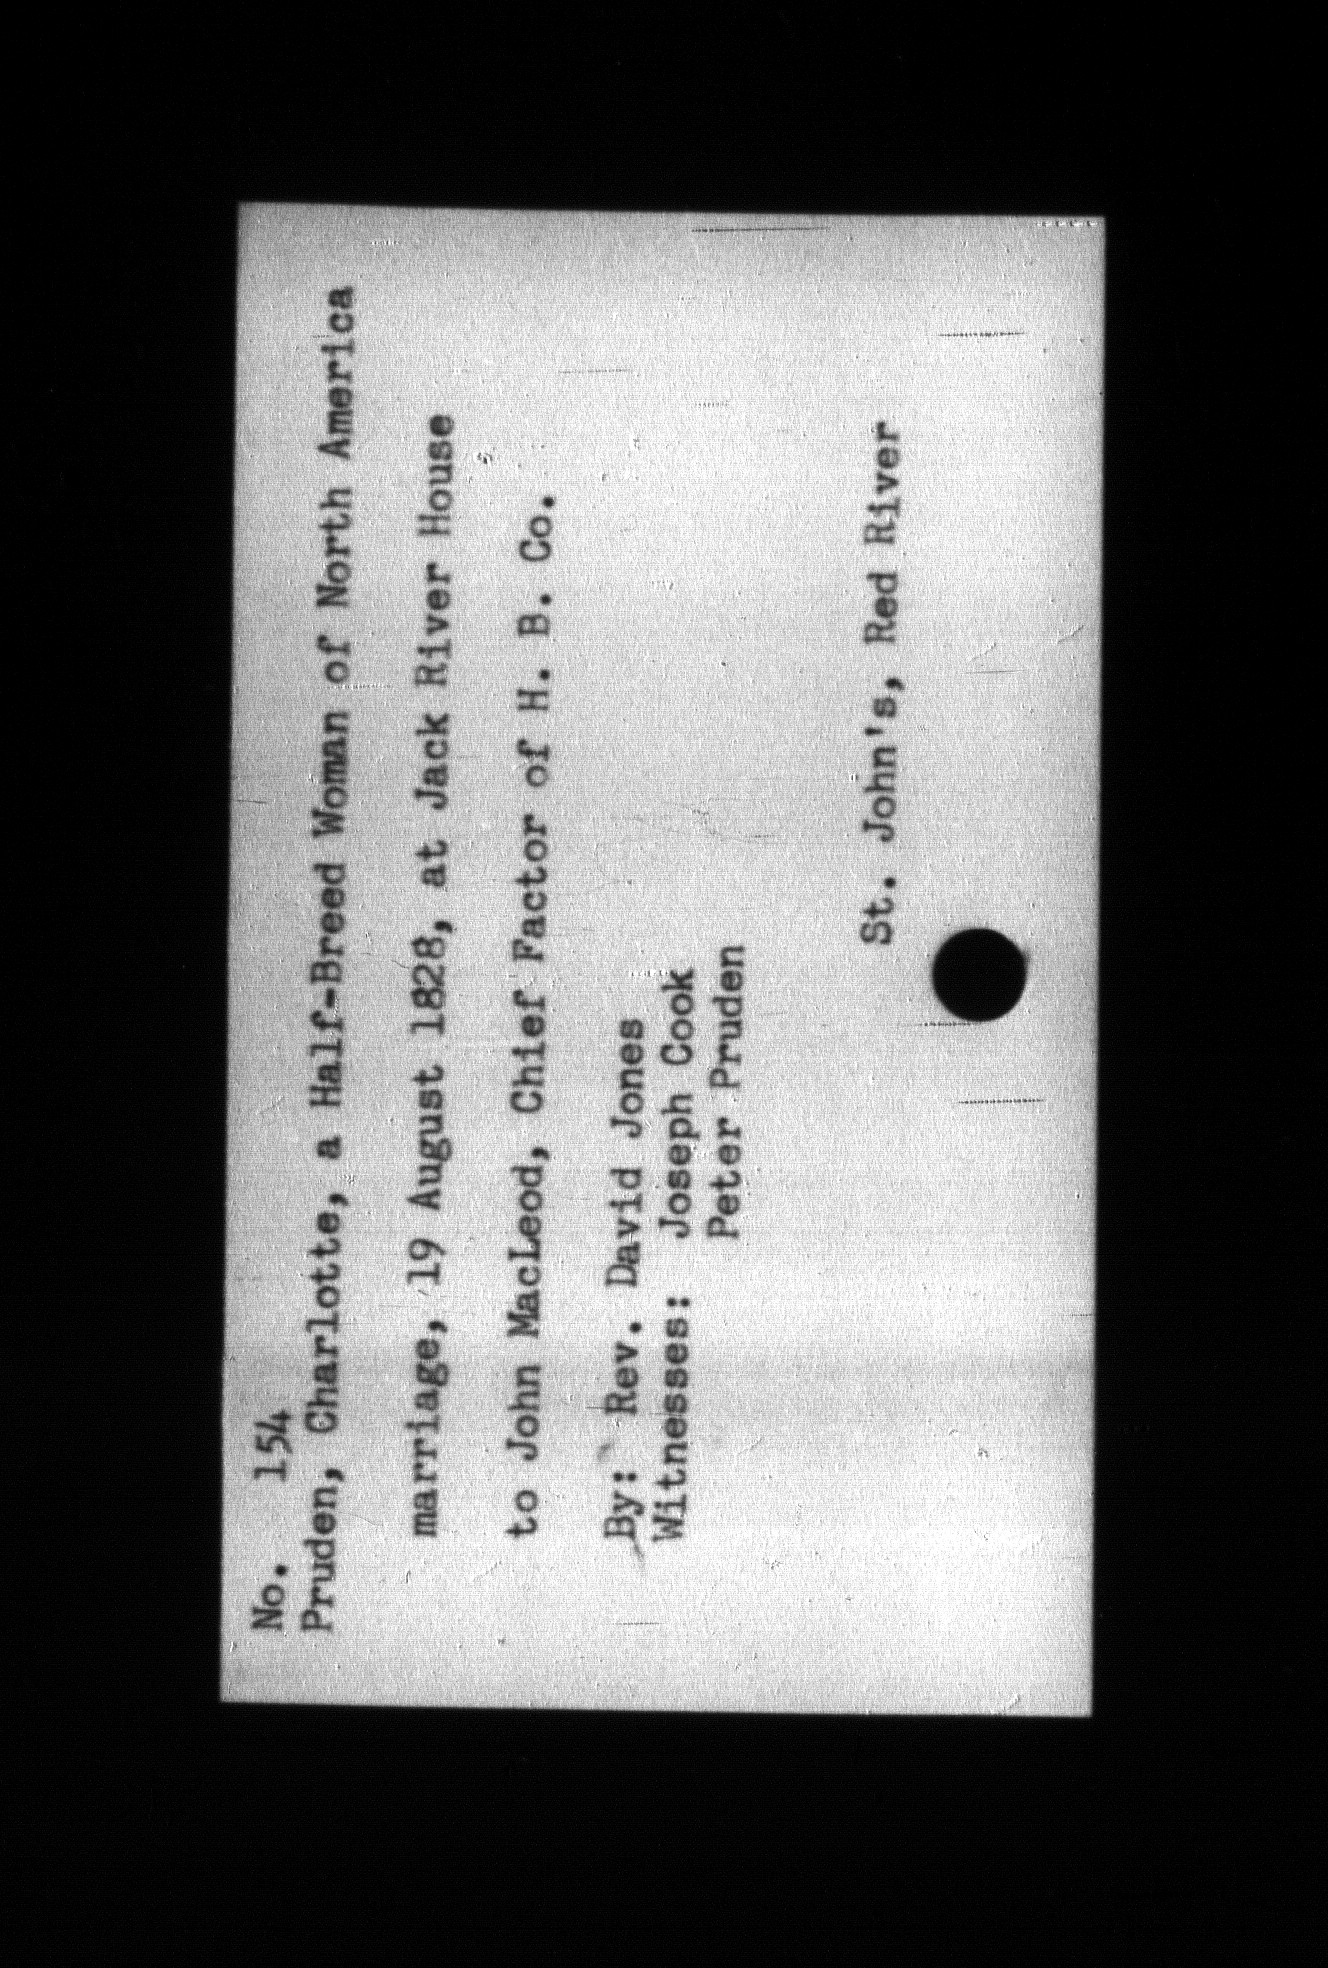 No. 154
Pruden, Charlotte, a Half-Breed Woman of North America
marriage, 19 August 1828, at Jack River House
to John MacLeod, Chief Factor of H. B. Co.
By: Rev. David Jones
Witnesses: Joseph Cook
Peter Pruden
St. John's, Red River